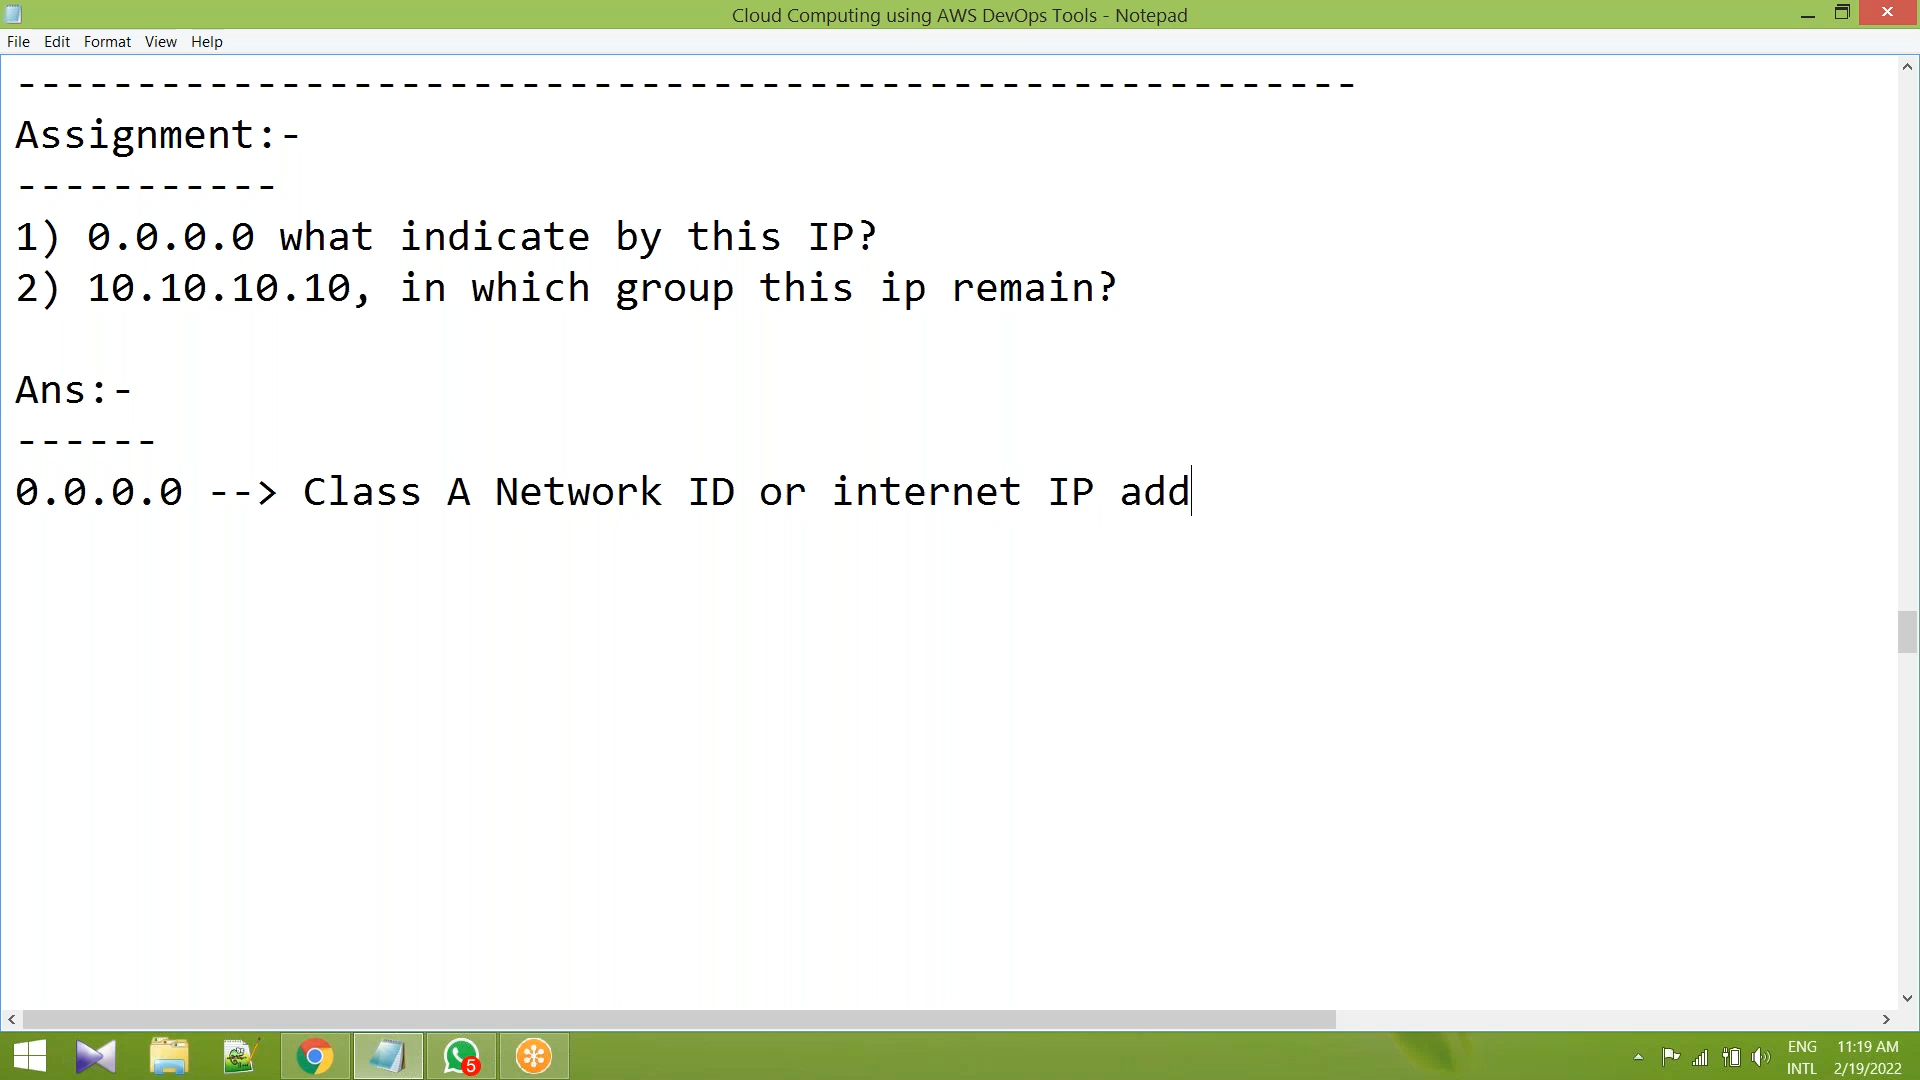 Cloud Computing using AWS DevOps Tools - Notepad
File Edit Format View Help
--------------------------------------------------------
Assignment:-
-----------
1) 0.0.0.0 what indicate by this IP?
2) 10.10.10.10, in which group this ip remain?
Ans:-
------
0.0.0.0 --> Class A Network ID or internet IP add
5
ENG 11:19 AM
INTL 2/19/2022